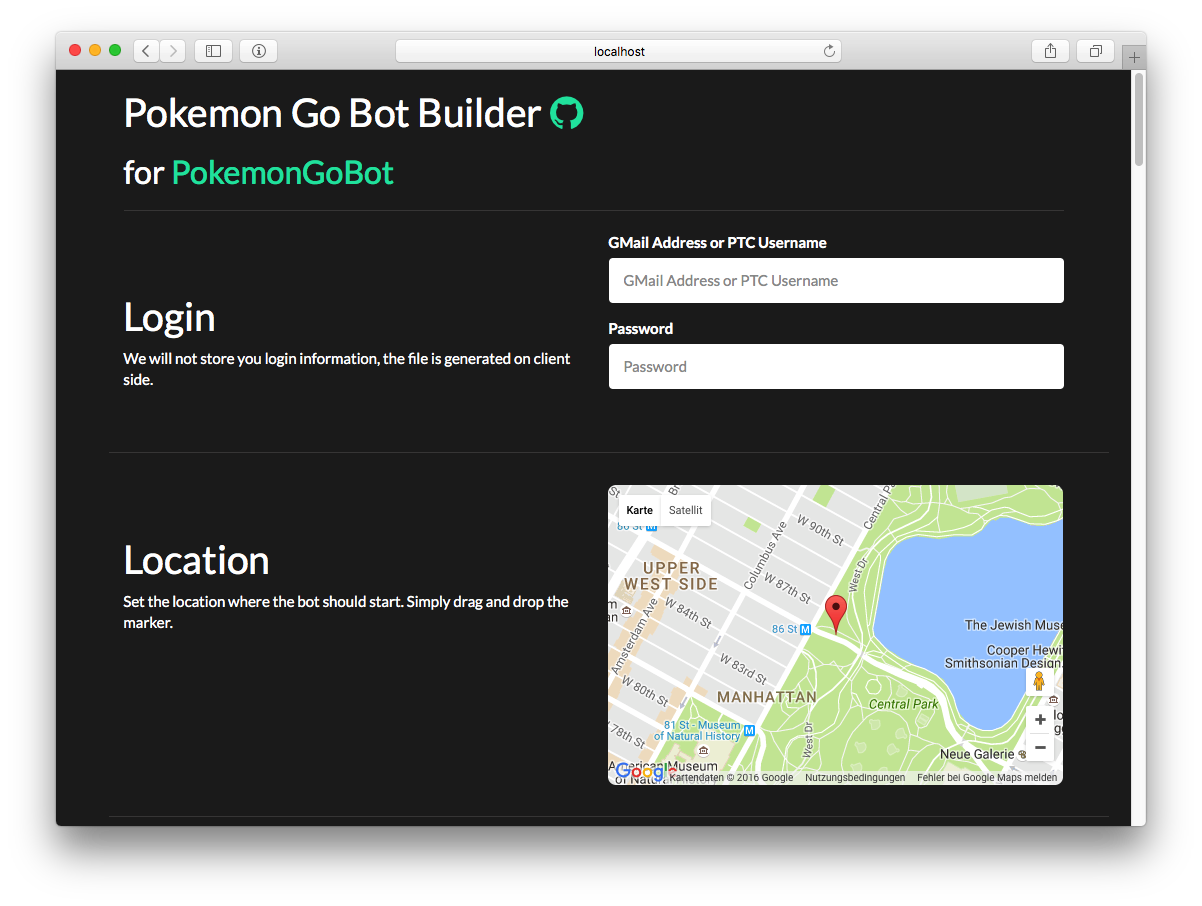 localhost
Pokemon Go Bot Builder
for PokemonGoBot
GMail Address or PTC Username
GMail Address or PTC Username
Login
We will not store you login information, the file is generated on client
side.
Password
Password
Location
Set the location where the bot should start. Simply drag and drop the
marker.
Karte
Satellit
St
Br
Central P
86 St
W 90th St
Columbus Ave
UPPER
WEST SIDE
W 87th St
West Dr
W 84th St
Amsterdam Ave
86 St
The Jewish Muse
Cooper Hewit
Smithsonian Design
W 83rd St
W 80th St
MANHATTAN
Central Park
81 St - Museum
of Natural History
West Dr
78th St
Neue Galerie
American Museum
of Natu
Google
Kartendaten © 2016 Google
Nutzungsbedingungen
Fehler bei Google Maps melden